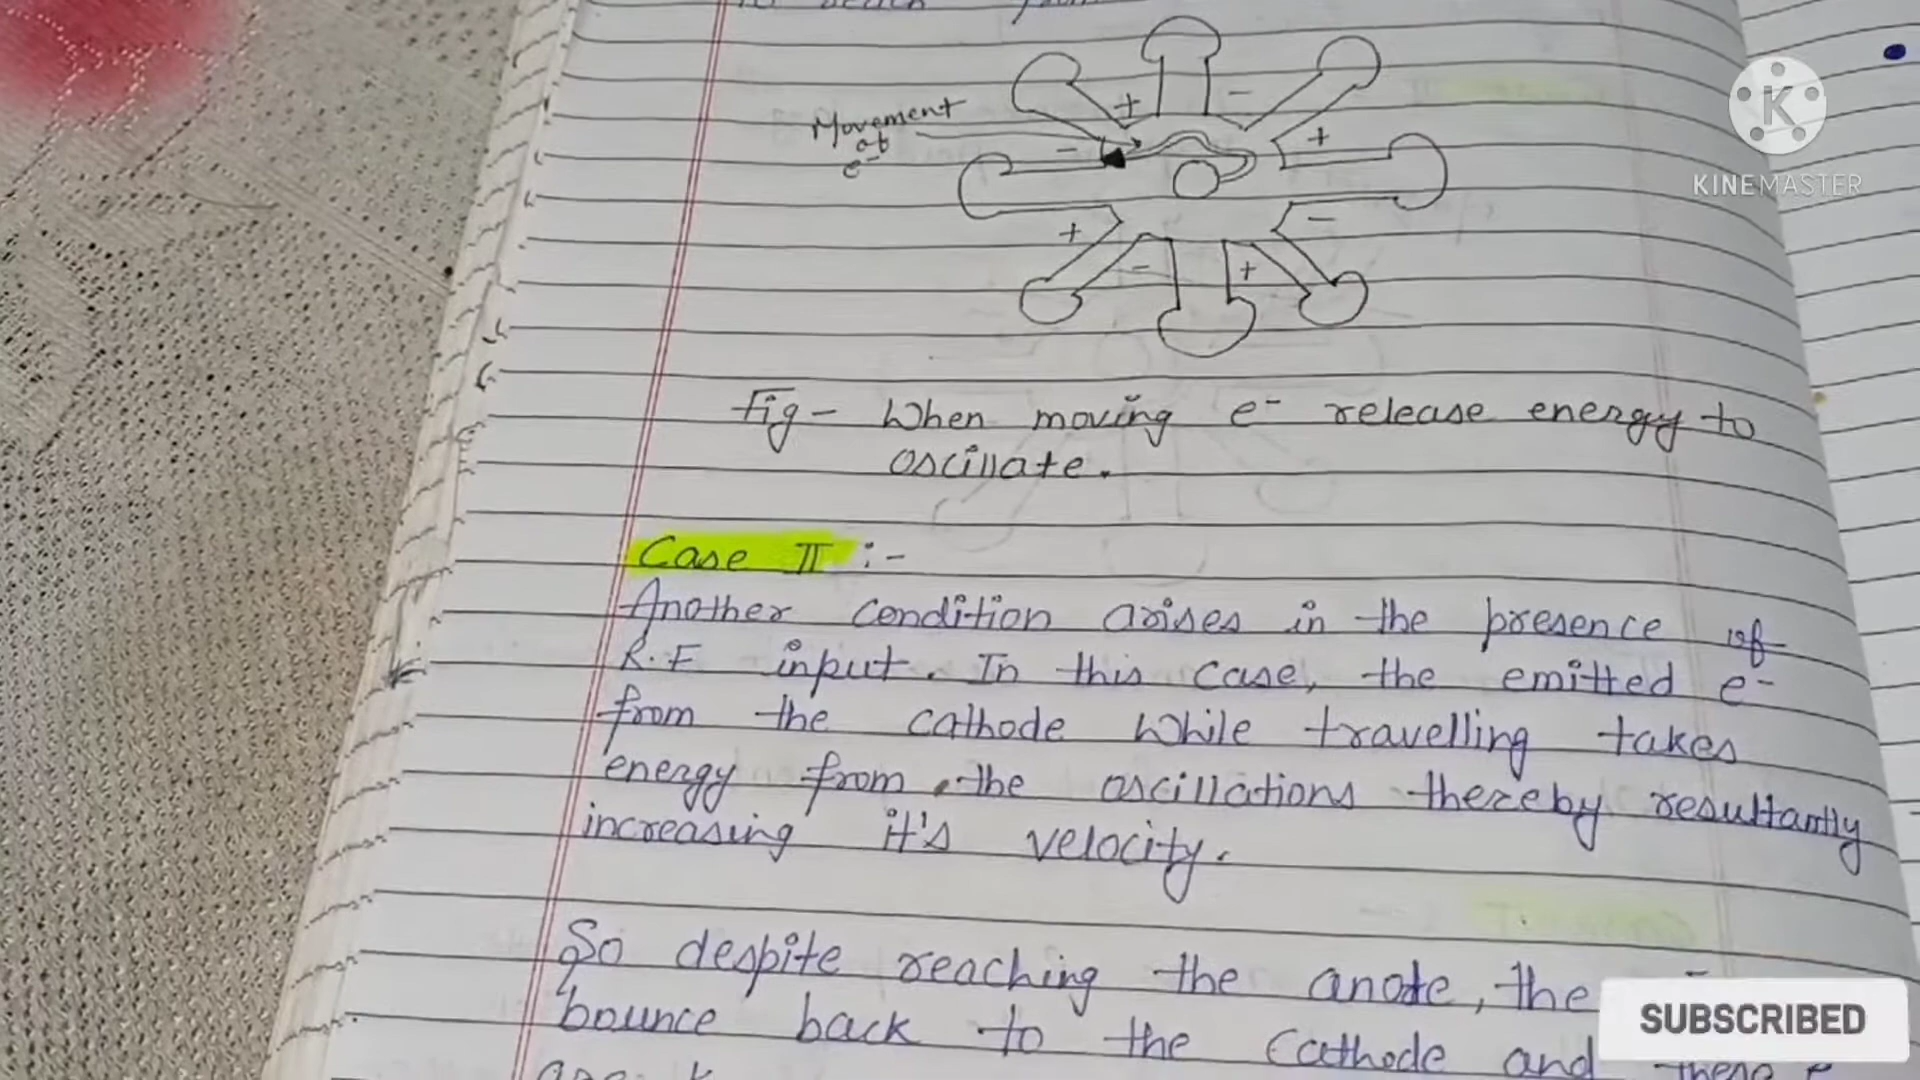 Movement
of
e-
+ -
- +
+ -
- +
Fig- When moving e- release energy to
oscillate.
Case II :-
Another condition arises in the presence of
R.F input. In this case, the emitted e-
from the cathode while travelling takes
energy from the oscillations thereby resultantly
increasing it's velocity.
So despite reaching the anode, the
bounce back to the cathode and these e
K
KINEMASTER
SUBSCRIBED